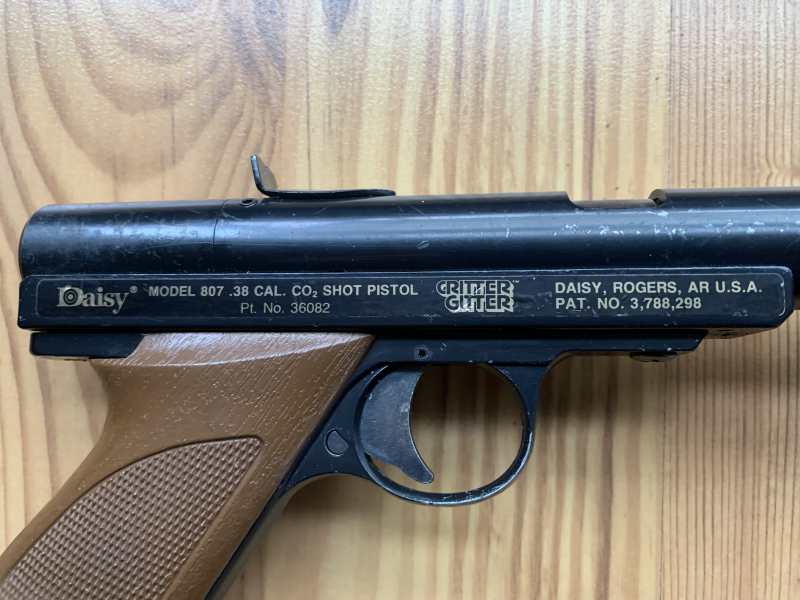 Daisy® MODEL 807 .38 CAL. CO₂ SHOT PISTOL
Pt. No. 36082
CRITTER™
GITTER
DAISY, ROGERS, AR U.S.A.
PAT. NO. 3,788,298